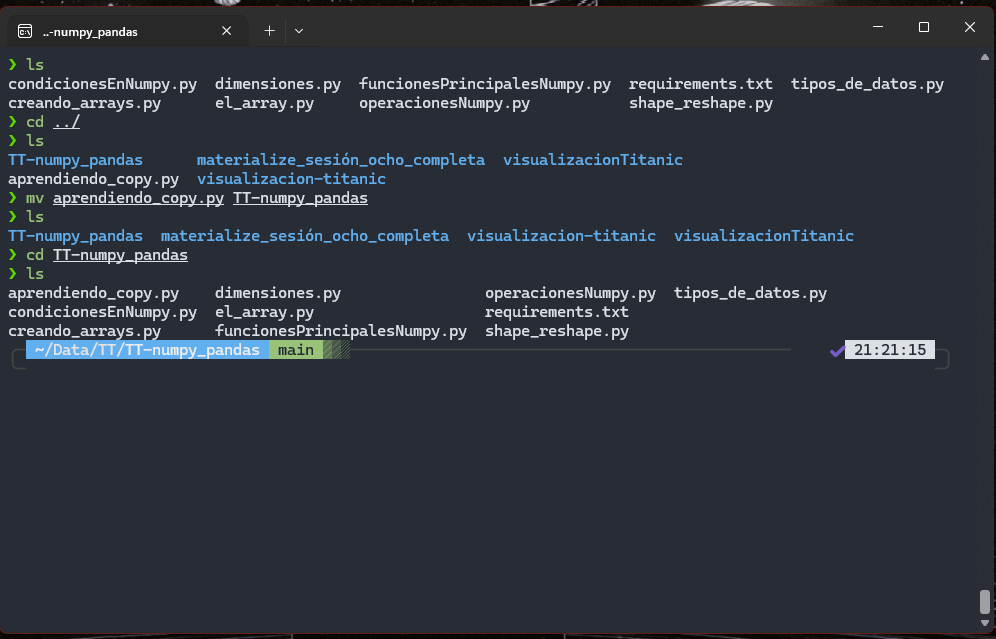 ..-numpy_pandas
❯ ls
condicionesEnNumpy.py dimensiones.py funcionesPrincipalesNumpy.py requirements.txt tipos_de_datos.py
creando_arrays.py el_array.py operacionesNumpy.py shape_reshape.py
❯ cd ../
❯ ls
TT-numpy_pandas materialize_sesión_ocho_completa visualizacionTitanic
aprendiendo_copy.py visualizacion-titanic
❯ mv aprendiendo_copy.py TT-numpy_pandas
❯ ls
TT-numpy_pandas materialize_sesión_ocho_completa visualizacion-titanic visualizacionTitanic
❯ cd TT-numpy_pandas
❯ ls
aprendiendo_copy.py dimensiones.py operacionesNumpy.py tipos_de_datos.py
condicionesEnNumpy.py el_array.py requirements.txt
creando_arrays.py funcionesPrincipalesNumpy.py shape_reshape.py
~/Data/TT/TT-numpy_pandas main ✔ 21:21:15